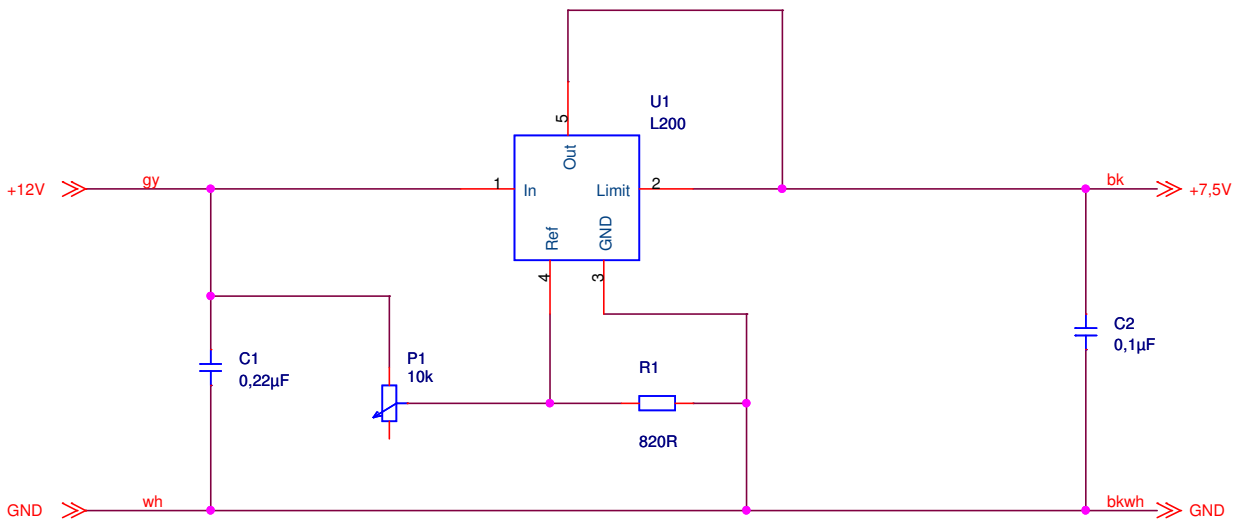 U1
L200
5
Out
+12V
gy
1
In
Limit
2
bk
+7,5V
Ref
GND
4
3
C1
0,22µF
P1
10k
R1
820R
C2
0,1µF
GND
wh
bkwh
GND